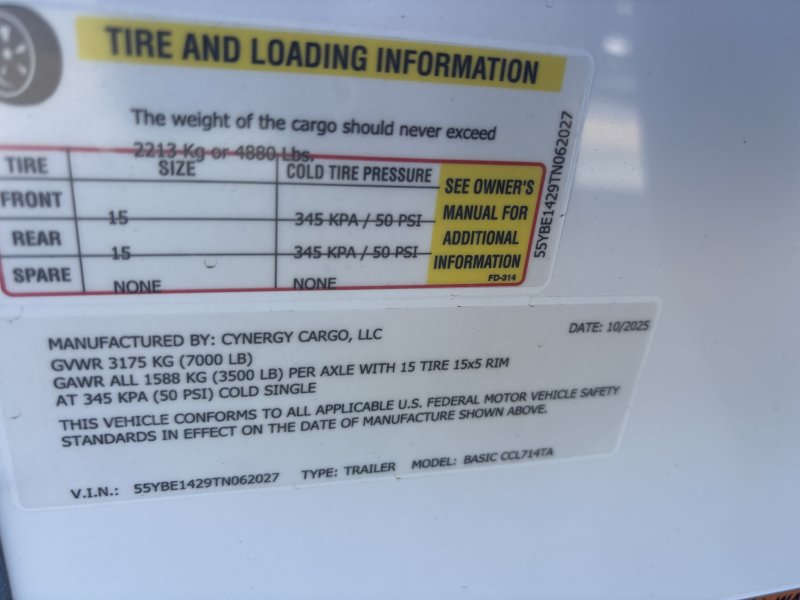 TIRE AND LOADING INFORMATION
The weight of the cargo should never exceed
2213 Kg or 4880 Lbs.
TIRE SIZE COLD TIRE PRESSURE
FRONT 15 345 KPA / 50 PSI
REAR 15 345 KPA / 50 PSI
SPARE NONE NONE
SEE OWNER'S
MANUAL FOR
ADDITIONAL
INFORMATION
FD-314
55YBE1429TN062027
MANUFACTURED BY: CYNERGY CARGO, LLC DATE: 10/2025
GVWR 3175 KG (7000 LB)
GAWR ALL 1588 KG (3500 LB) PER AXLE WITH 15 TIRE 15x5 RIM
AT 345 KPA (50 PSI) COLD SINGLE
THIS VEHICLE CONFORMS TO ALL APPLICABLE U.S. FEDERAL MOTOR VEHICLE SAFETY
STANDARDS IN EFFECT ON THE DATE OF MANUFACTURE SHOWN ABOVE.
V.I.N.: 55YBE1429TN062027 TYPE: TRAILER MODEL: BASIC CCL714TA